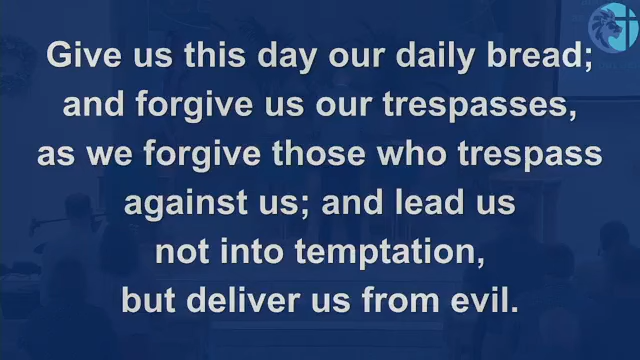 Give us this day our daily bread;
and forgive us our trespasses,
as we forgive those who trespass
against us; and lead us
not into temptation,
but deliver us from evil.